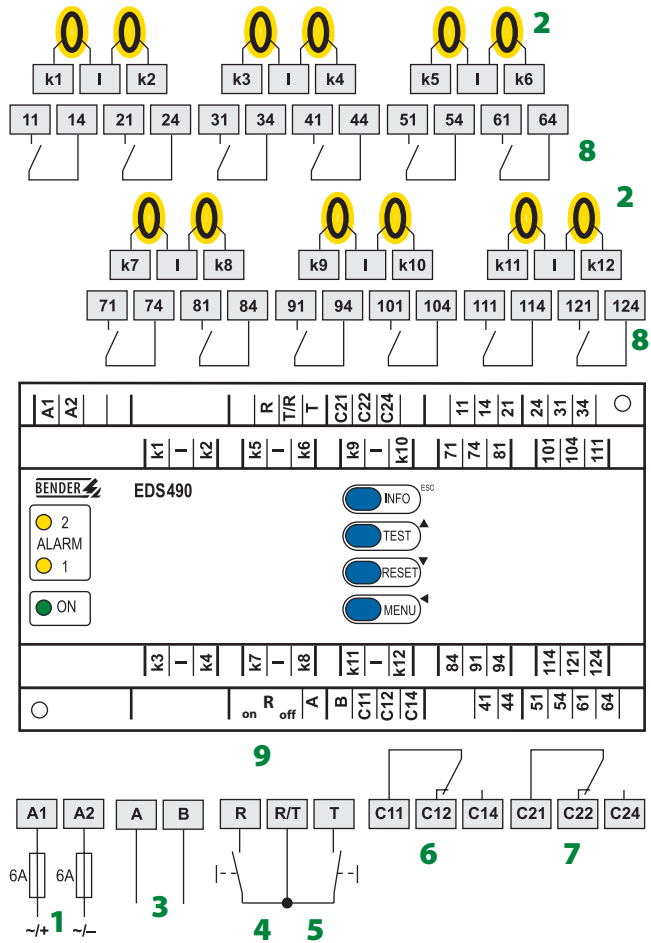 2
k1 I k2 k3 I k4 k5 I k6
11 14 21 24 31 34 41 44 51 54 61 64
8
2
k7 I k8 k9 I k10 k11 I k12
71 74 81 84 91 94 101 104 111 114 121 124
8
A1 A2 R T/R T C21 C22 C24 11 14 21 24 31 34
k1 I k2 k5 I k6 k9 I k10 71 74 81 101 104 111
BENDER EDS490
INFO ESC
2
TEST
ALARM
1
RESET
ON
MENU
k3 I k4 k7 I k8 k11 I k12 84 91 94 114 121 124
on R off A B C11 C12 C14 41 44 51 54 61 64
9
A1 A2 A B R R/T T C11 C12 C14 C21 C22 C24
6 7
6A 6A
1 3 4 5
~/+ ~/–